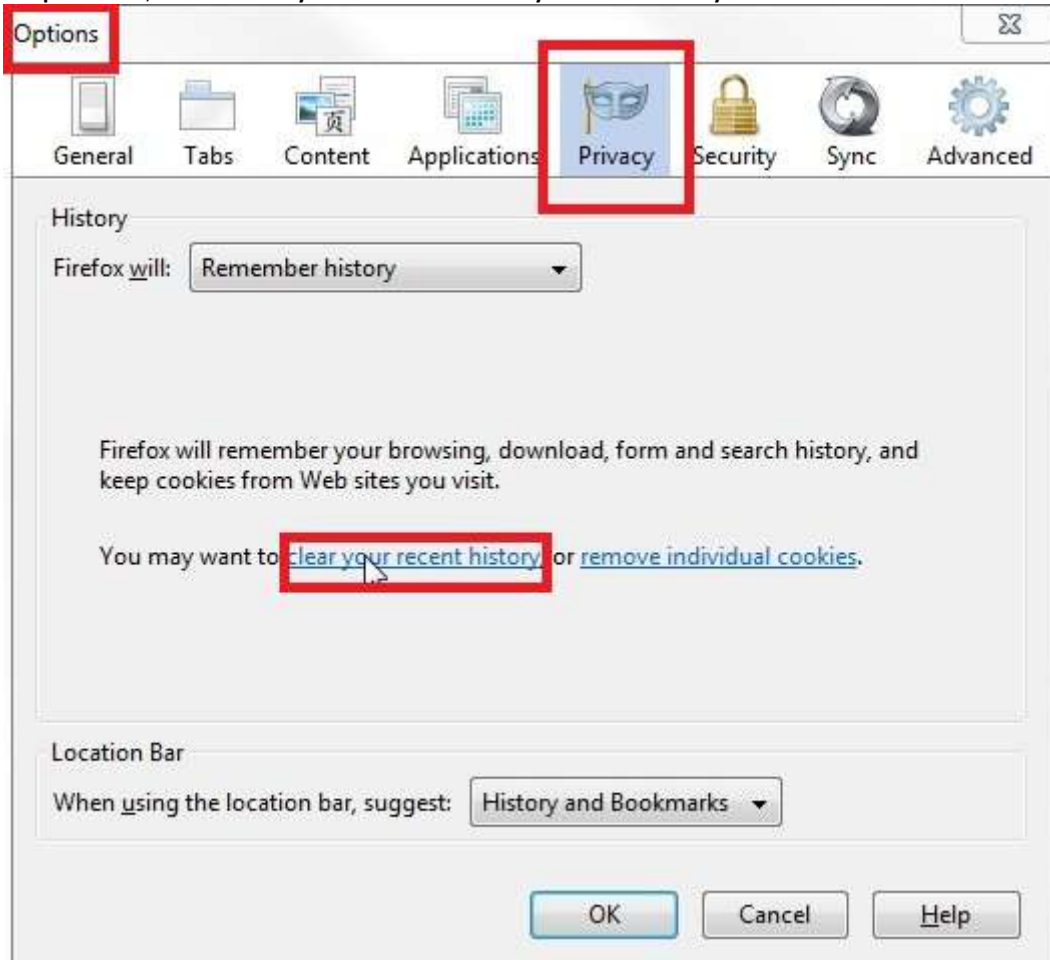 Options
General Tabs Content Applications Privacy Security Sync Advanced
页
History
Firefox will: Remember history
Firefox will remember your browsing, download, form and search history, and
keep cookies from Web sites you visit.
You may want to clear your recent history, or remove individual cookies.
Location Bar
When using the location bar, suggest: History and Bookmarks
OK Cancel Help